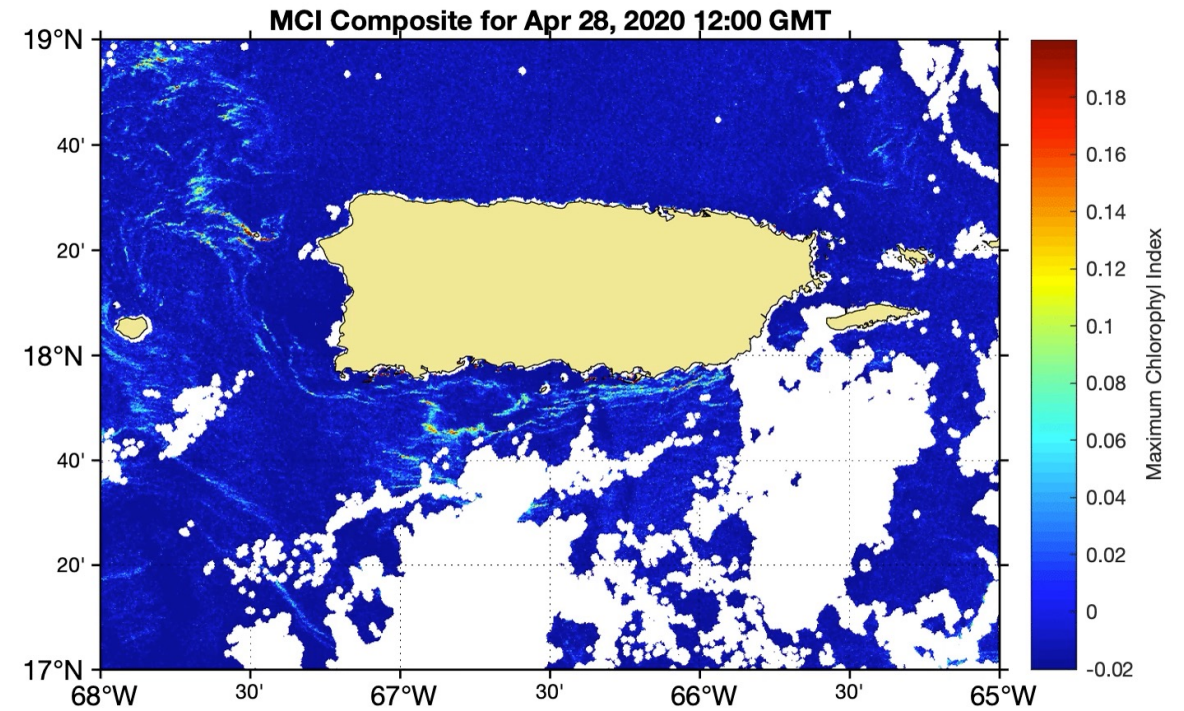 MCI Composite for Apr 28, 2020 12:00 GMT
19°N
40'
20'
18°N
40'
20'
17°N
68°W
30'
67°W
30'
66°W
30'
65°W
0.18
0.16
0.14
0.12
0.1
0.08
0.06
0.04
0.02
0
-0.02
Maximum Chlorophyl Index